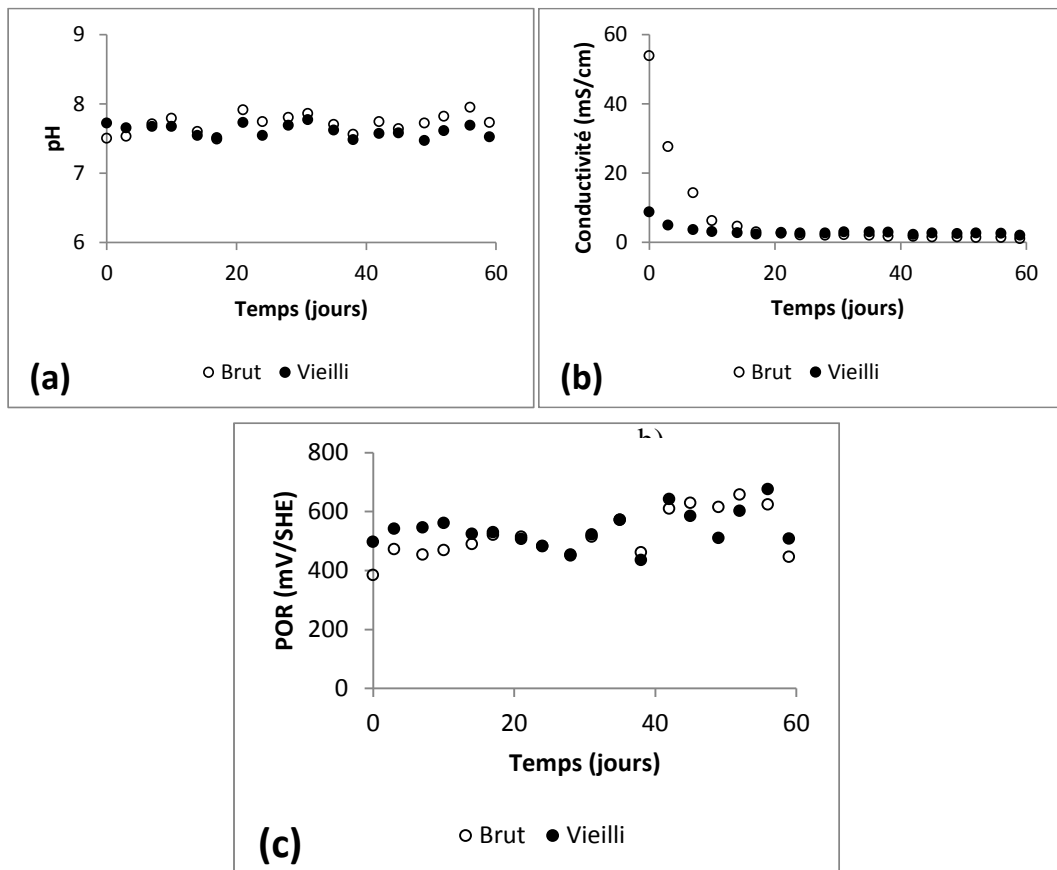 9
8
7
6
pH
0
20
40
60
Temps (jours)
Brut
Vieilli
(a)
60
40
20
0
Conductivité (mS/cm)
0
20
40
60
Temps (jours)
Brut
Vieilli
(b)
800
600
400
200
0
POR (mV/SHE)
0
20
40
60
Temps (jours)
Brut
Vieilli
(c)